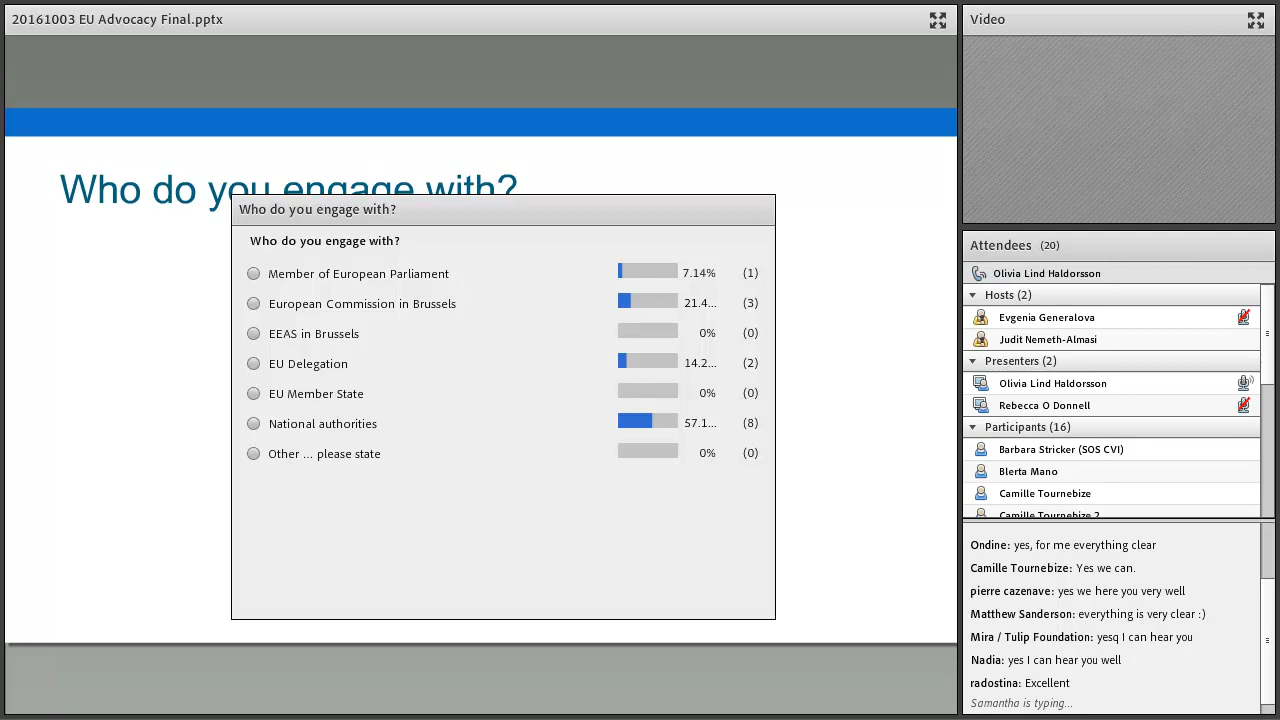 20161003 EU Advocacy Final.pptx
Who do you engage with?
Who do you engage with?
Who do you engage with?
Member of European Parliament 7.14% (1)
European Commission in Brussels 21.4... (3)
EEAS in Brussels 0% (0)
EU Delegation 14.2... (2)
EU Member State 0% (0)
National authorities 57.1... (8)
Other ... please state 0% (0)
Video
Attendees (20)
Olivia Lind Haldorsson
Hosts (2)
Evgenia Generalova
Judit Nemeth-Almasi
Presenters (2)
Olivia Lind Haldorsson
Rebecca O Donnell
Participants (16)
Barbara Stricker (SOS CVI)
Blerta Mano
Camille Tournebize
Camille Tournebize 2
Ondine: yes, for me everything clear
Camille Tournebize: Yes we can.
pierre cazenave: yes we here you very well
Matthew Sanderson: everything is very clear :)
Mira / Tulip Foundation: yesq I can hear you
Nadia: yes I can hear you well
radostina: Excellent
Samantha is typing...